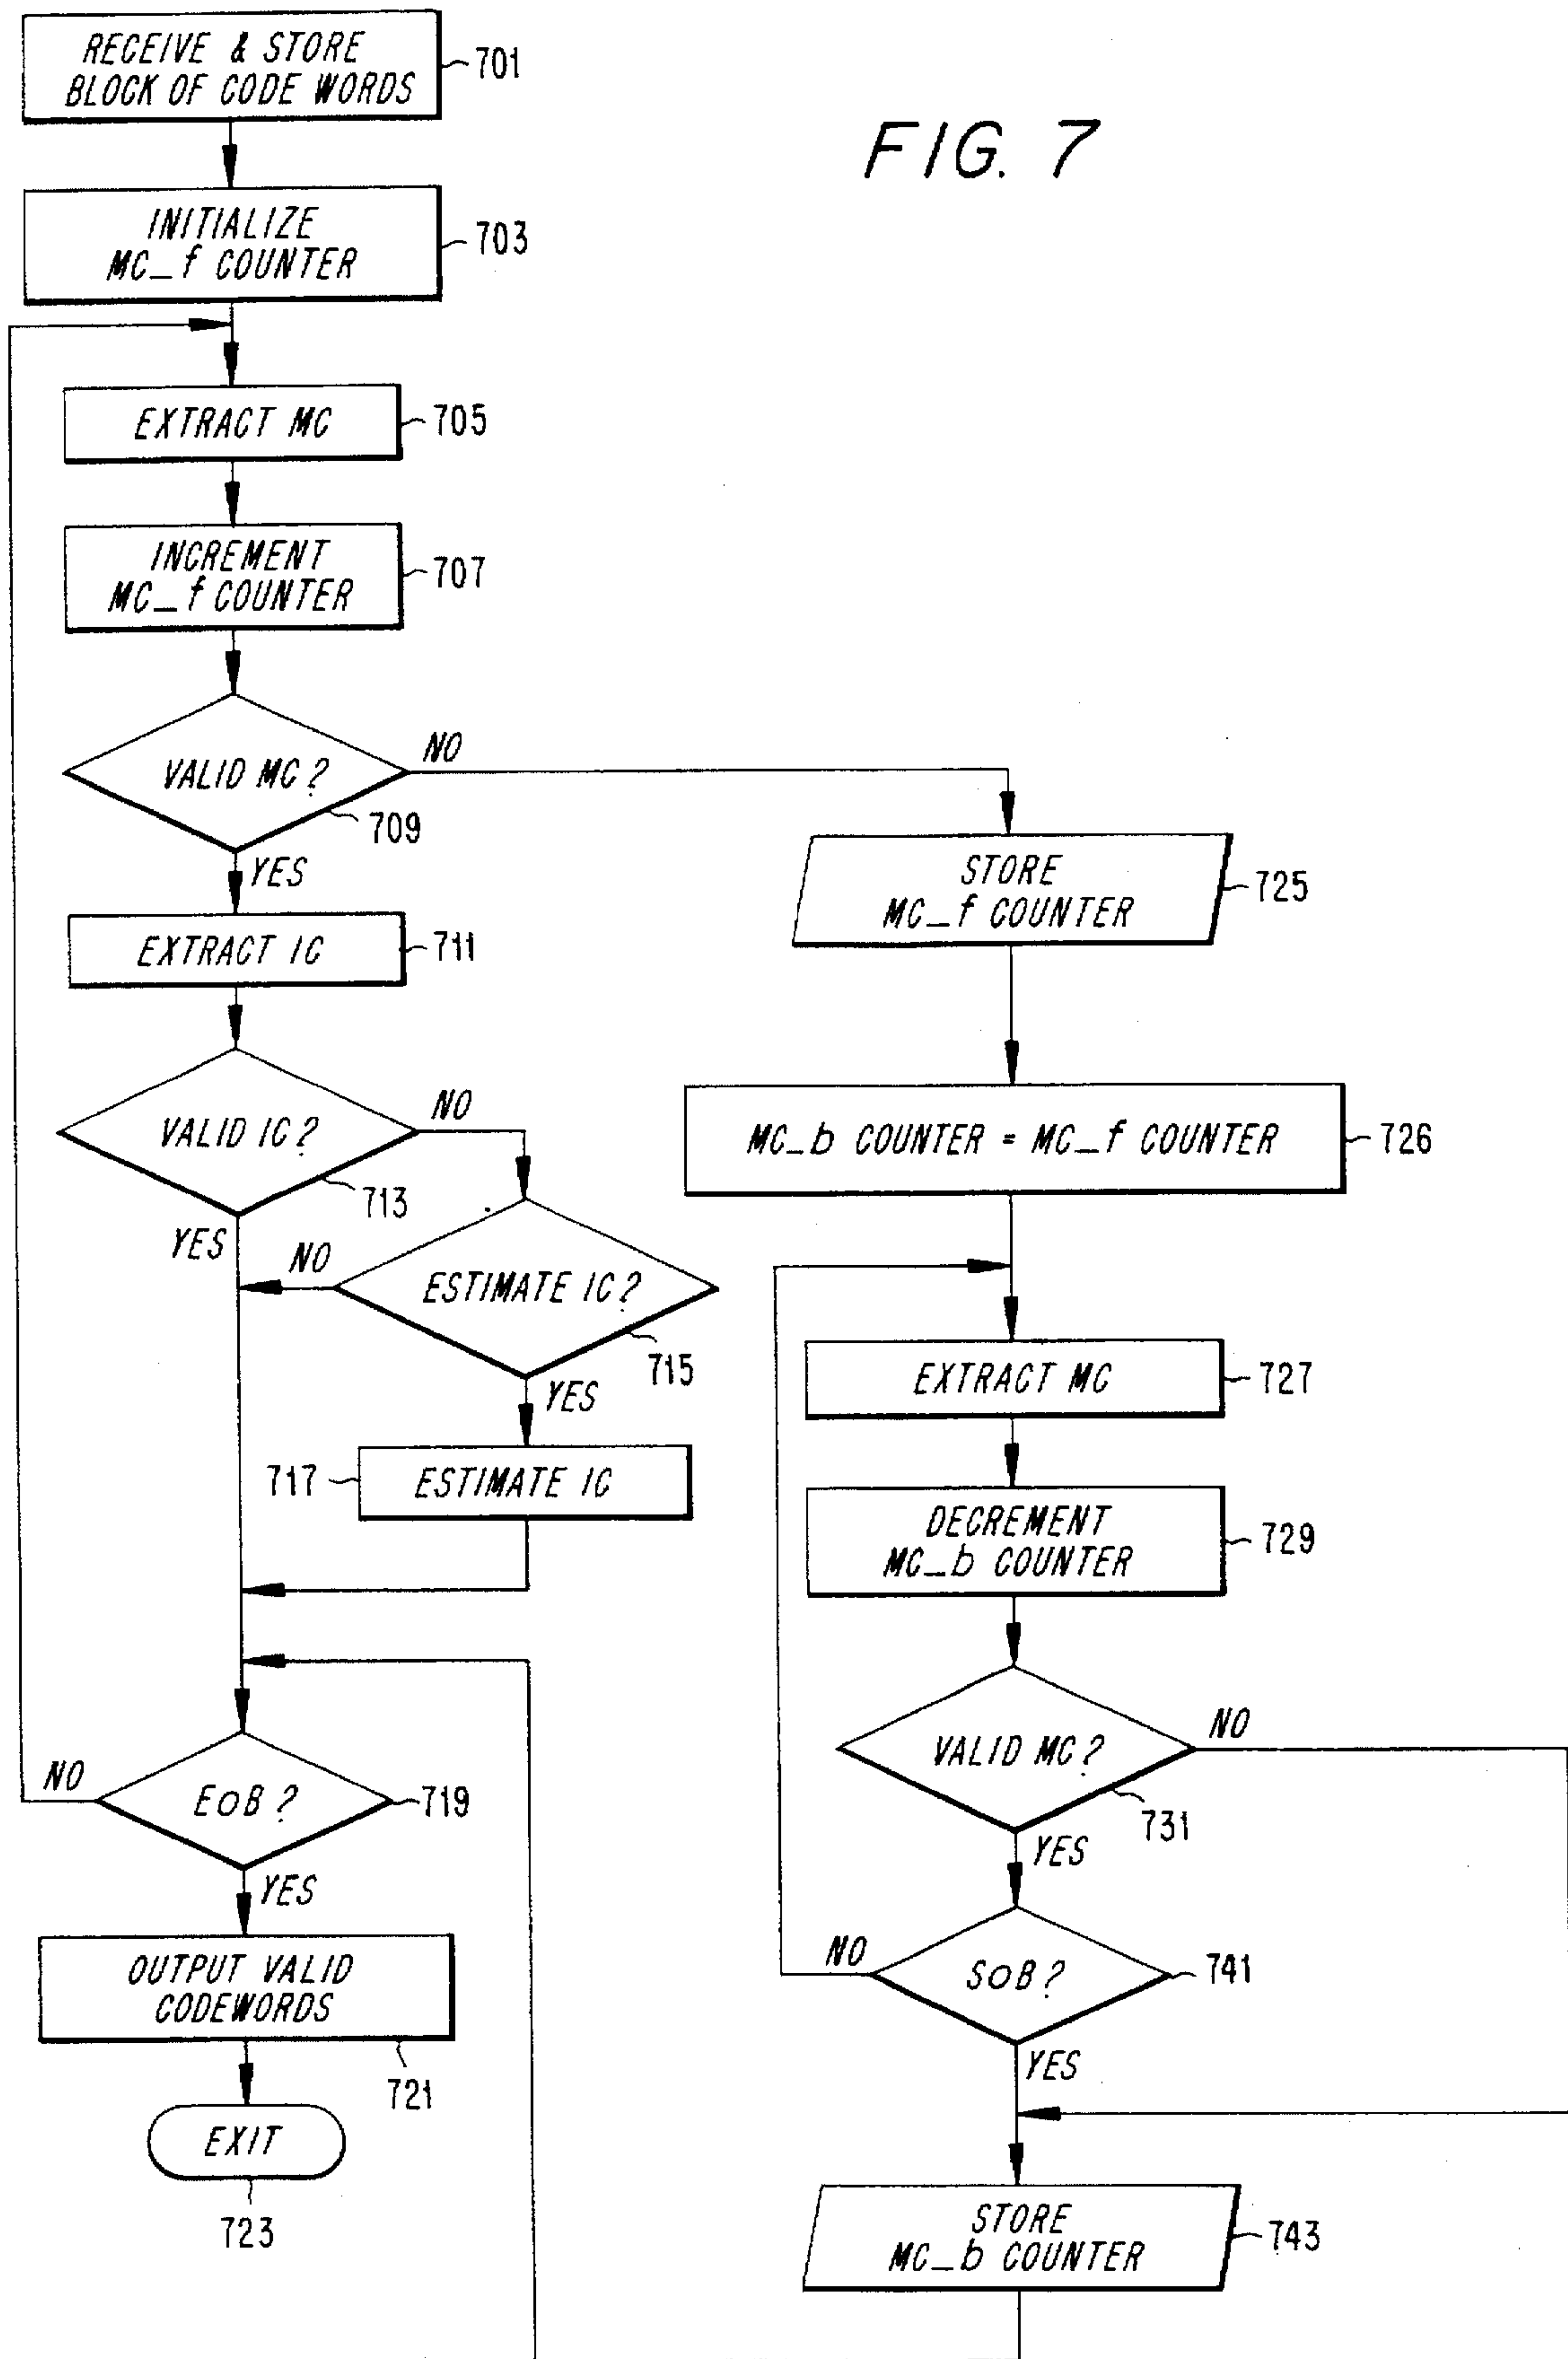 RECEIVE & STORE
BLOCK OF CODE WORDS
701
FIG. 7
INITIALIZE
MC_f COUNTER
703
EXTRACT MC
705
INCREMENT
MC_f COUNTER
707
VALID MC?
709
NO
YES
EXTRACT IC
711
VALID IC?
713
NO
YES
ESTIMATE IC?
715
NO
YES
717
ESTIMATE IC
EOB?
719
NO
YES
OUTPUT VALID
CODEWORDS
721
EXIT
723
STORE
MC_f COUNTER
725
MC_b COUNTER = MC_f COUNTER
726
EXTRACT MC
727
DECREMENT
MC_b COUNTER
729
VALID MC?
731
NO
YES
SOB?
741
NO
YES
STORE
MC_b COUNTER
743